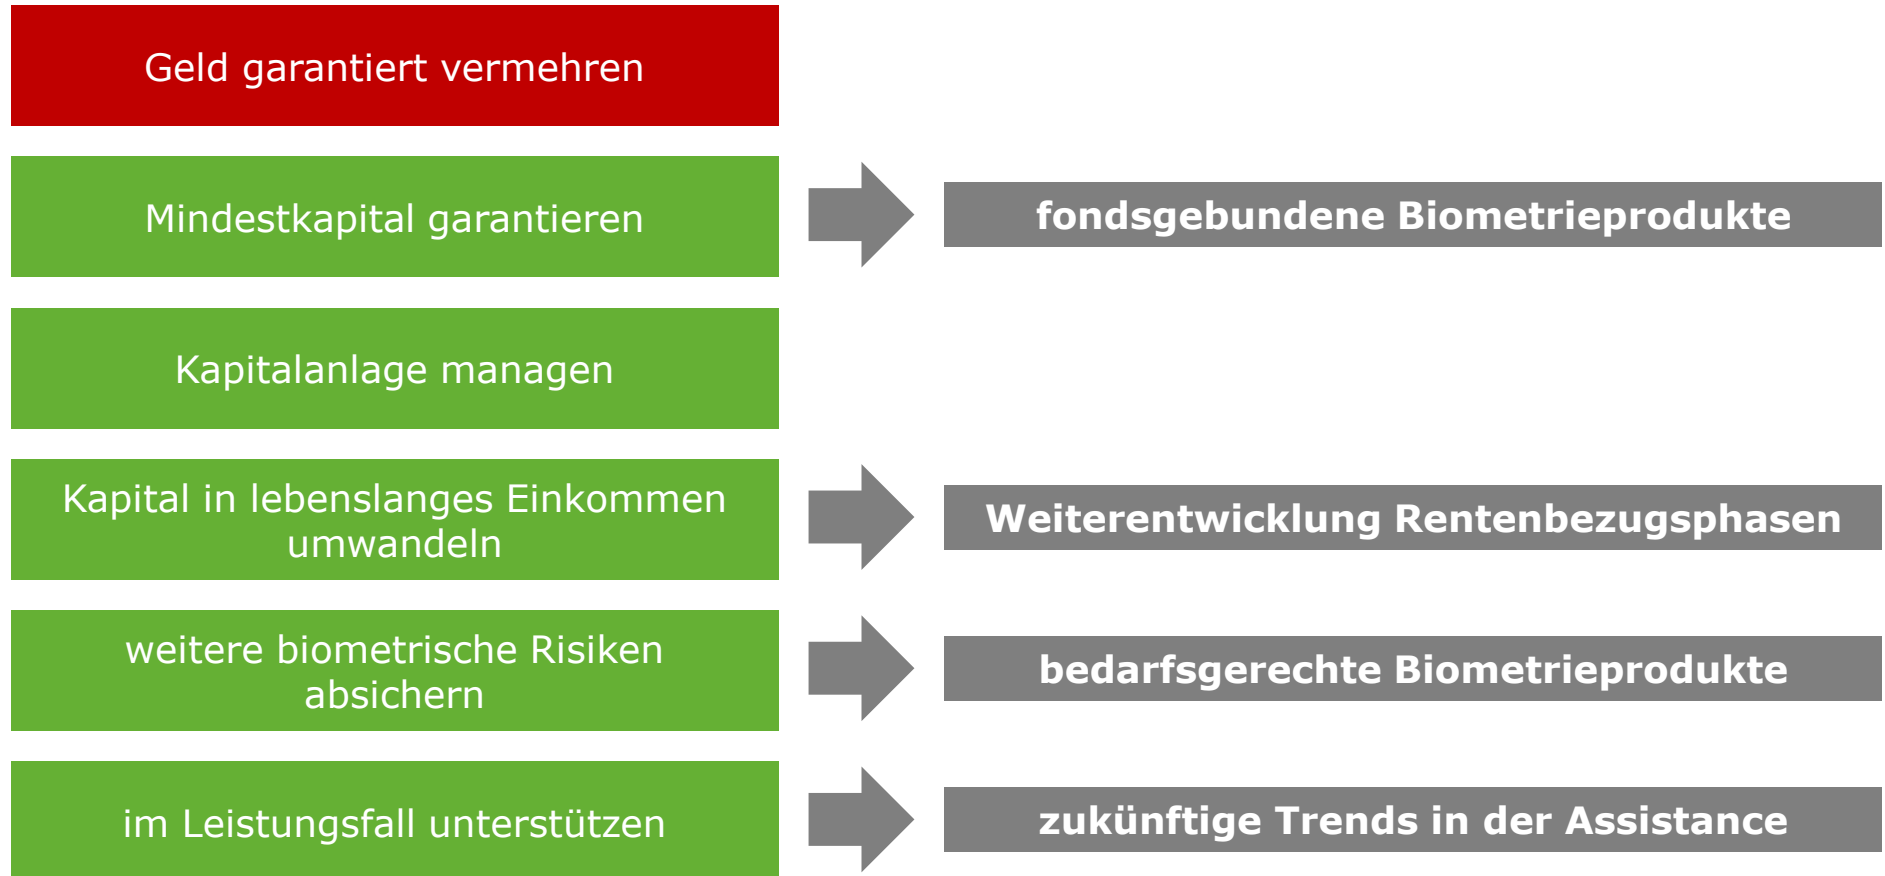 Geld garantiert vermehren
Mindestkapital garantieren
fondsgebundene Biometrieprodukte
Kapitalanlage managen
Kapital in lebenslanges Einkommen
umwandeln
Weiterentwicklung Rentenbezugsphasen
weitere biometrische Risiken
absichern
bedarfsgerechte Biometrieprodukte
im Leistungsfall unterstützen
zukünftige Trends in der Assistance